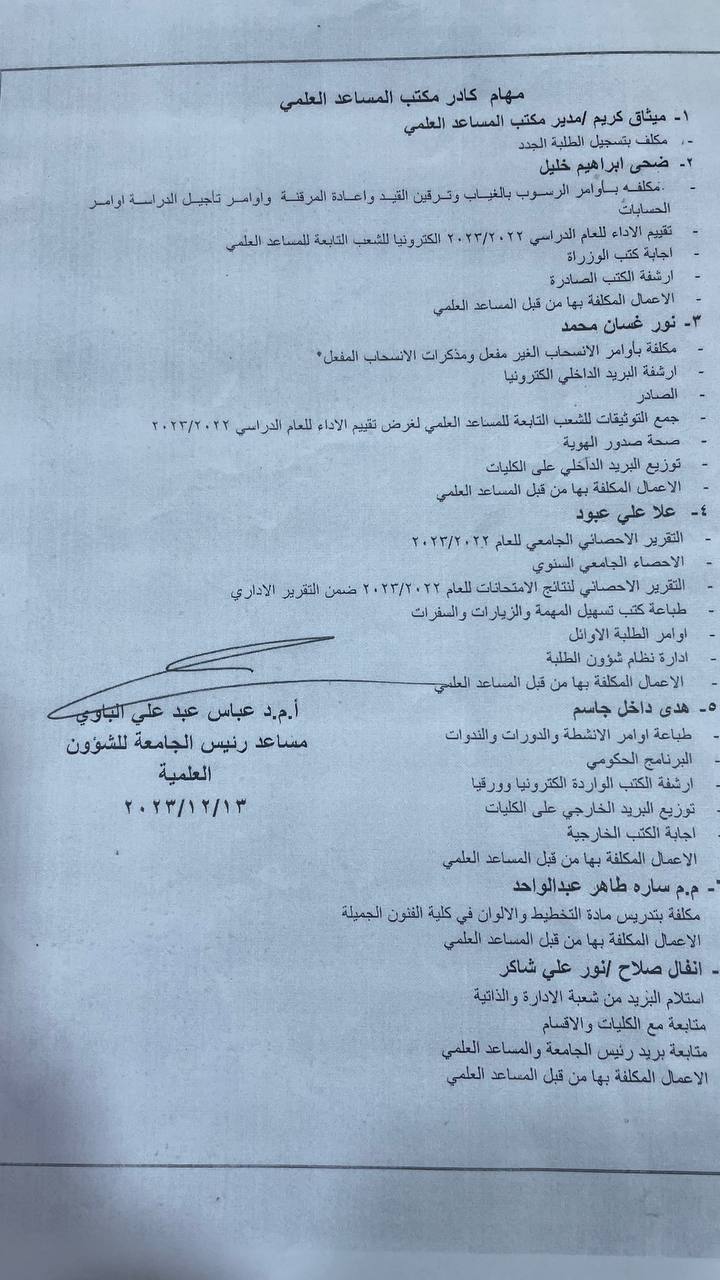 مهام كادر مكتب المساعد العلمي
١- ميثاق كريم /مدير مكتب المساعد العلمي
- مكلف بتسجيل الطلبة الجدد
٢- ضحى ابراهيم خليل
- مكلفه بأوامر الرسوب بالغياب وترقين القيد واعادة المرقنة واوامر تأجيل الدراسة اوامر
الحسابات
- تقييم الاداء للعام الدراسي ٢٠٢٣/٢٠٢٢ الكترونيا للشعب التابعة للمساعد العلمي
- اجابة كتب الوزراة
- ارشفة الكتب الصادرة
- الاعمال المكلفة بها من قبل المساعد العلمي
٣- نور غسان محمد
- مكلفة بأوامر الانسحاب الغير مفعل ومذكرات الانسحاب المفعل*
- ارشفة البريد الداخلي الكترونيا
- الصادر
- جمع التوثيقات للشعب التابعة للمساعد العلمي لغرض تقييم الاداء للعام الدراسي ٢٠٢٣/٢٠٢٢
- صحة صدور الهوية
- توزيع البريد الداخلي على الكليات
- الاعمال المكلفة بها من قبل المساعد العلمي
٤- علا علي عبود
- التقرير الاحصائي الجامعي للعام ٢٠٢٣/٢٠٢٢
- الاحصاء الجامعي السنوي
- التقرير الاحصائي لنتائج الامتحانات للعام ٢٠٢٣/٢٠٢٢ ضمن التقرير الاداري
- طباعة كتب تسهيل المهمة والزيارات والسفرات
- اوامر الطلبة الاوائل
- ادارة نظام شؤون الطلبة
- الاعمال المكلفة بها من قبل المساعد العلمي
٥- هدى داخل جاسم
- طباعة اوامر الانشطة والدورات والندوات
- البرنامج الحكومي
- ارشفة الكتب الواردة الكترونيا وورقيا
- توزيع البريد الخارجي على الكليات
- اجابة الكتب الخارجية
الاعمال المكلفة بها من قبل المساعد العلمي
٦- م.م ساره طاهر عبدالواحد
مكلفة بتدريس مادة التخطيط والالوان في كلية الفنون الجميلة
الاعمال المكلفة بها من قبل المساعد العلمي
- انفال صلاح /نور علي شاكر
استلام البريد من شعبة الادارة والذاتية
متابعة مع الكليات والاقسام
متابعة بريد رئيس الجامعة والمساعد العلمي
الاعمال المكلفة بها من قبل المساعد العلمي
أ.م.د عباس عبد علي الباوي
مساعد رئيس الجامعة للشؤون
العلمية
٢٠٢٣/١٢/١٣